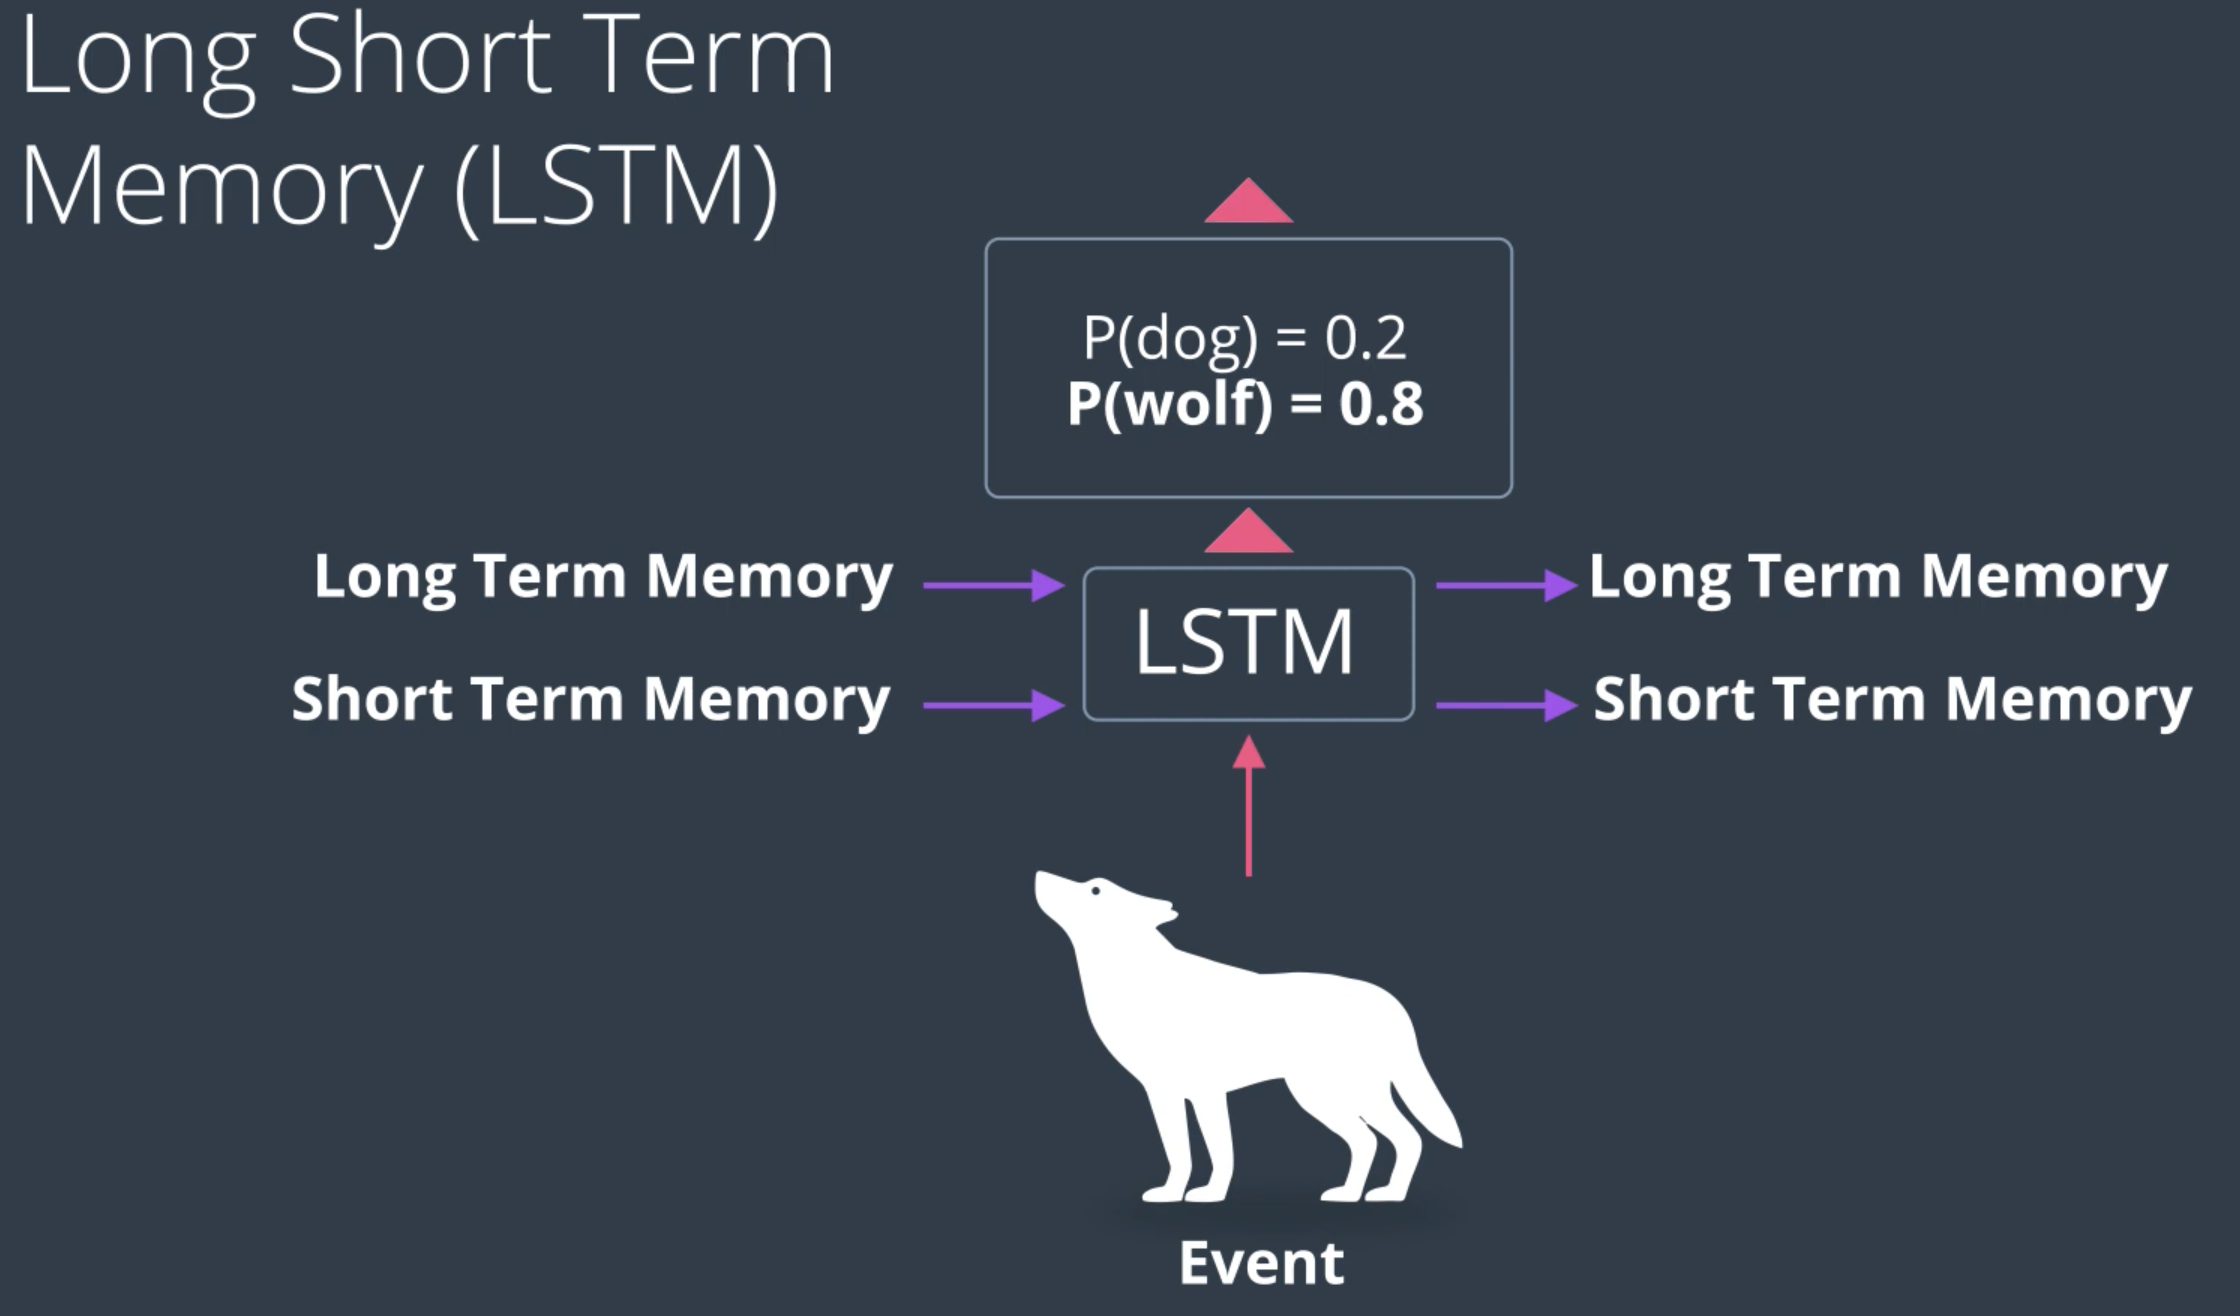 Long Short Term
Memory (LSTM)
P(dog) = 0.2
P(wolf) = 0.8
Long Term Memory
LSTM
Long Term Memory
Short Term Memory
Short Term Memory
Event